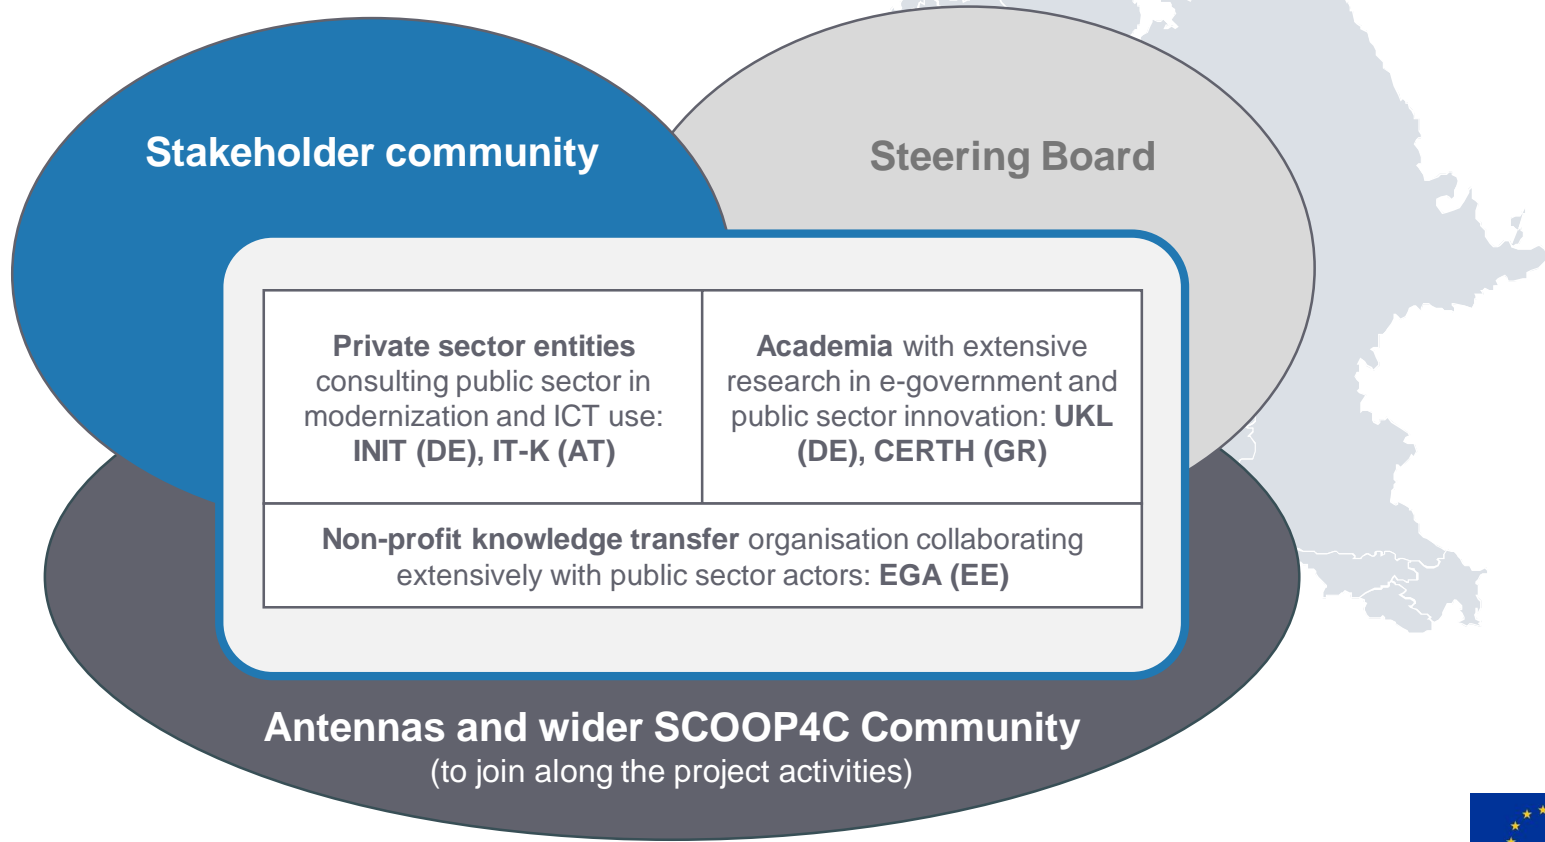 Stakeholder community
Steering Board
Private sector entities
consulting public sector in
modernization and ICT use:
INIT (DE), IT-K (AT)
Academia with extensive
research in e-government and
public sector innovation: UKL
(DE), CERTH (GR)
Non-profit knowledge transfer organisation collaborating
extensively with public sector actors: EGA (EE)
Antennas and wider SCOOP4C Community
(to join along the project activities)